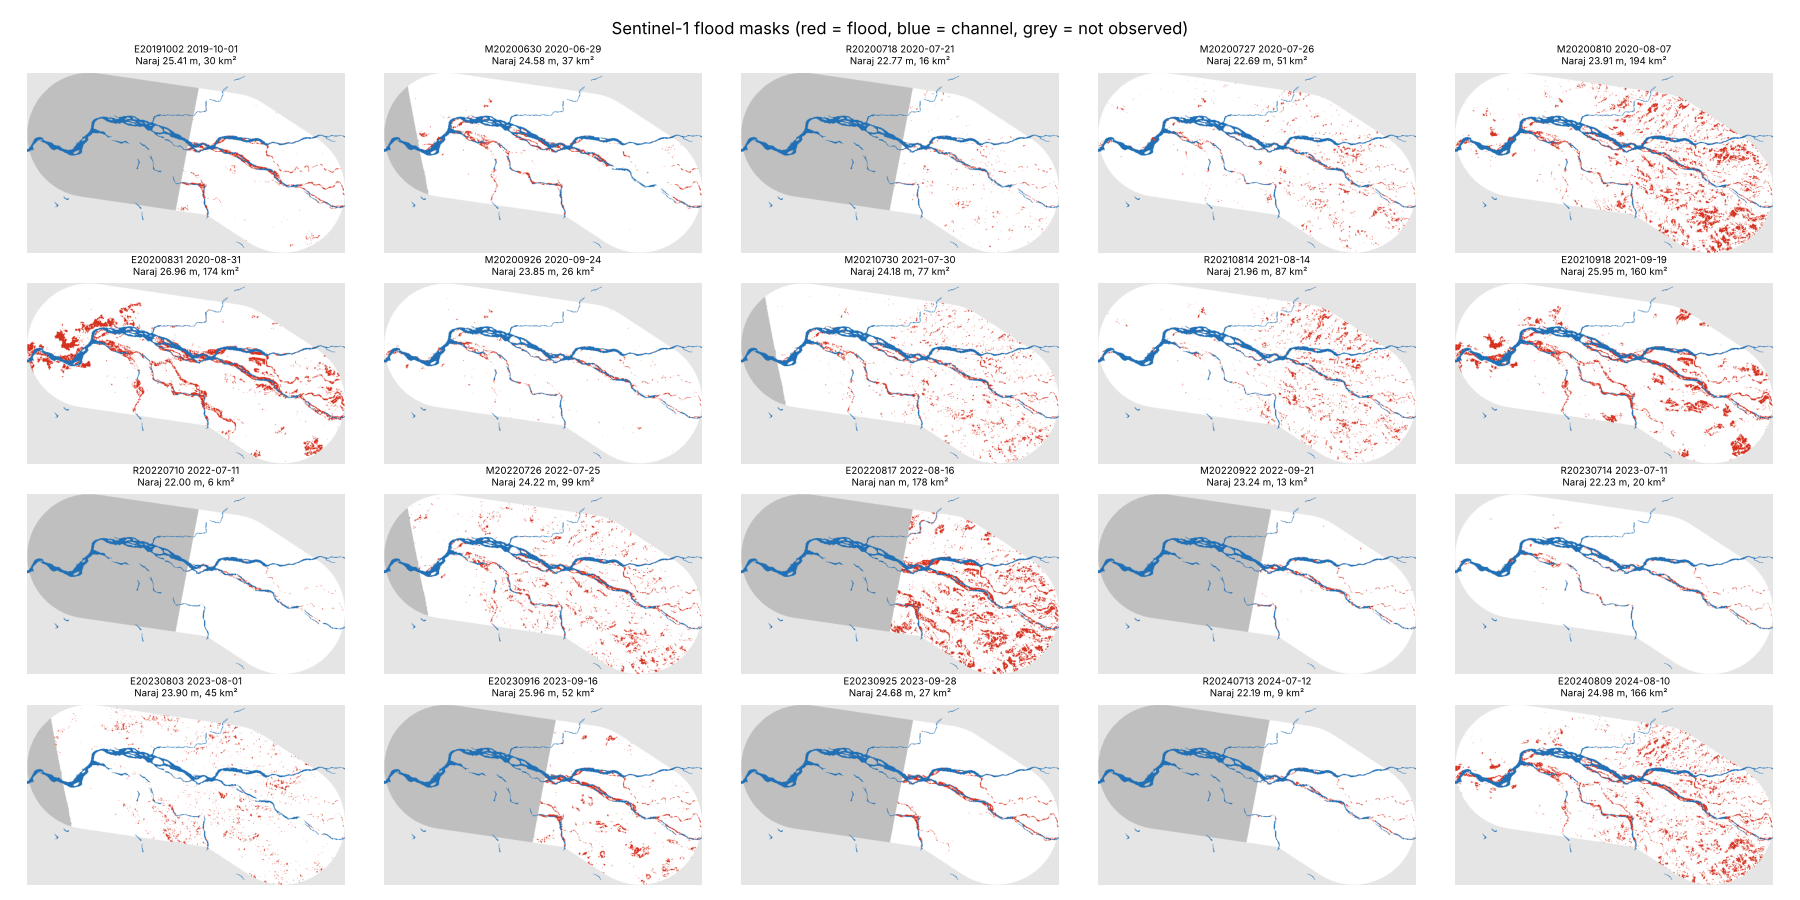 Sentinel-1 flood masks (red = flood, blue = channel, grey = not observed)
E20191002 2019-10-01
Naraj 25.41 m, 30 km²
M20200630 2020-06-29
Naraj 24.58 m, 37 km²
R20200718 2020-07-21
Naraj 22.77 m, 16 km²
M20200727 2020-07-26
Naraj 22.69 m, 51 km²
M20200810 2020-08-07
Naraj 23.91 m, 194 km²
E20200831 2020-08-31
Naraj 26.96 m, 174 km²
M20200926 2020-09-24
Naraj 23.85 m, 26 km²
M20210730 2021-07-30
Naraj 24.18 m, 77 km²
R20210814 2021-08-14
Naraj 21.96 m, 87 km²
E20210918 2021-09-19
Naraj 25.95 m, 160 km²
R20220710 2022-07-11
Naraj 22.00 m, 6 km²
M20220726 2022-07-25
Naraj 24.22 m, 99 km²
E20220817 2022-08-16
Naraj nan m, 178 km²
M20220922 2022-09-21
Naraj 23.24 m, 13 km²
R20230714 2023-07-11
Naraj 22.23 m, 20 km²
E20230803 2023-08-01
Naraj 23.90 m, 45 km²
E20230916 2023-09-16
Naraj 25.96 m, 52 km²
E20230925 2023-09-28
Naraj 24.68 m, 27 km²
R20240713 2024-07-12
Naraj 22.19 m, 9 km²
E20240809 2024-08-10
Naraj 24.98 m, 166 km²